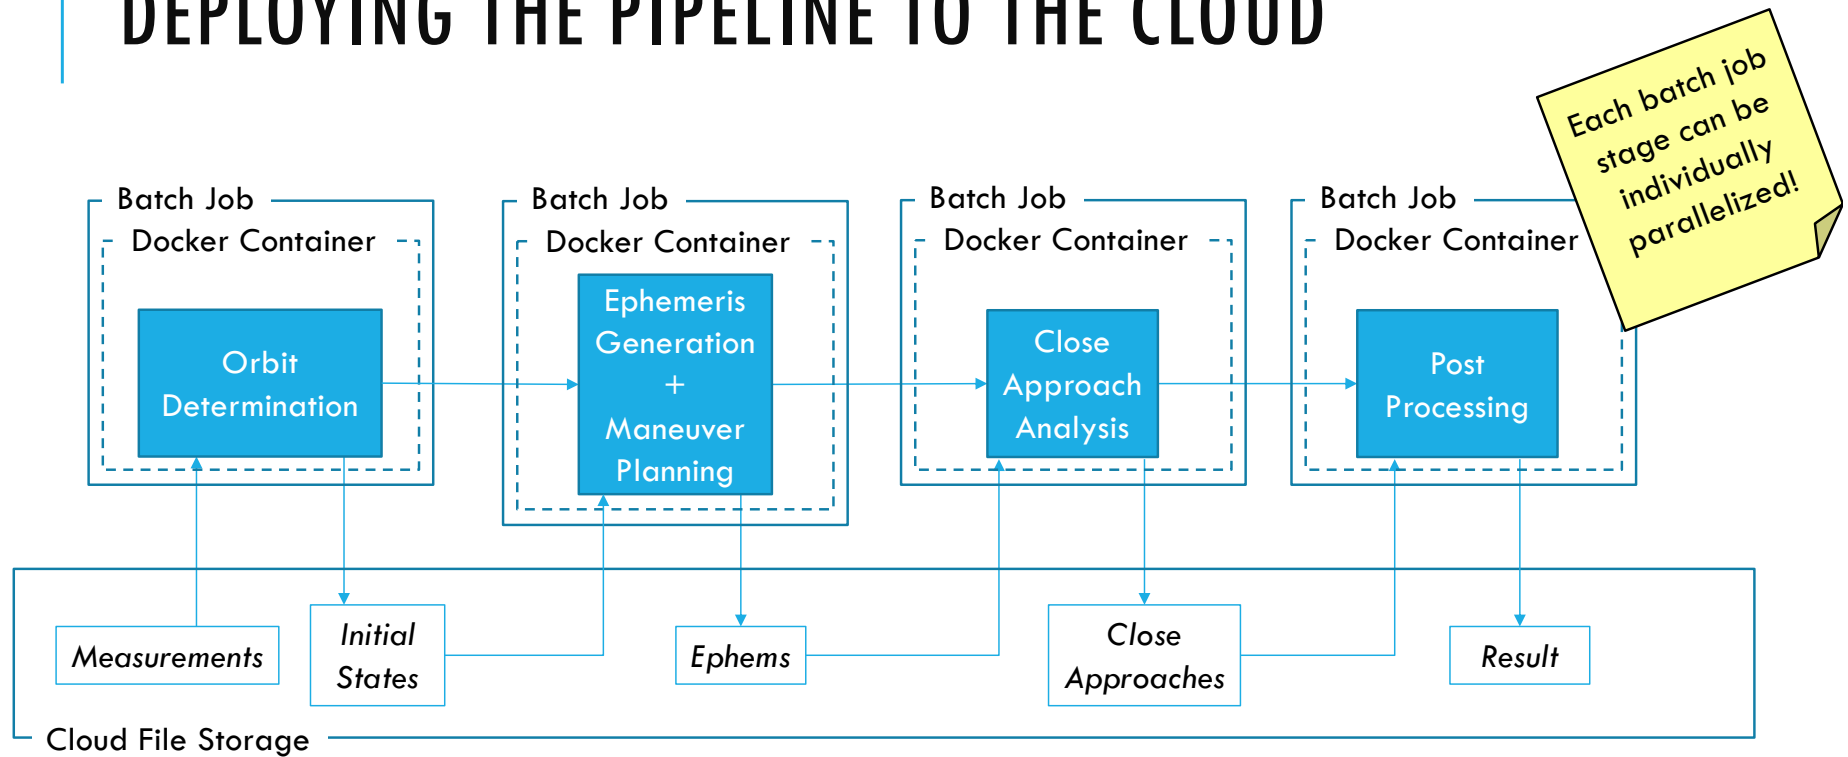 DEPLOYING THE PIPELINE TO THE CLOUD
Each batch job
stage can be
individually
parallelized!
Batch Job
Docker Container
Orbit
Determination
Batch Job
Docker Container
Ephemeris
Generation
+
Maneuver
Planning
Batch Job
Docker Container
Close
Approach
Analysis
Batch Job
Docker Container
Post
Processing
Measurements
Initial
States
Ephems
Close
Approaches
Result
Cloud File Storage